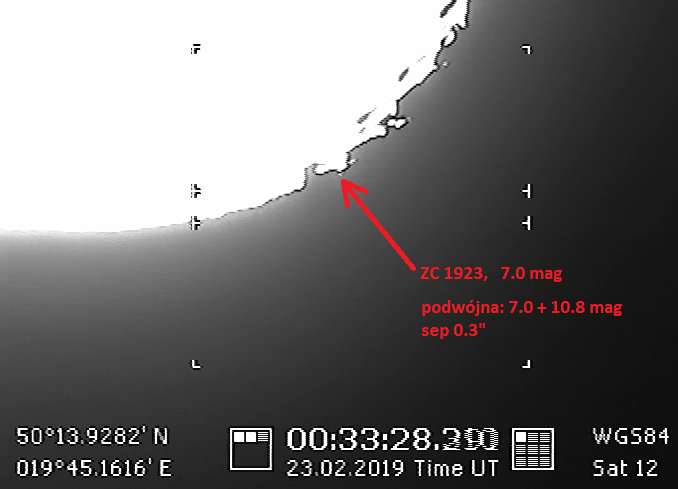 ZC 1923, 7.0 mag
podwójna: 7.0 + 10.8 mag
sep 0.3"
50°13.9282' N
00:33:28.390
WGS84
019°45.1616' E
23.02.2019 Time UT
Sat 12